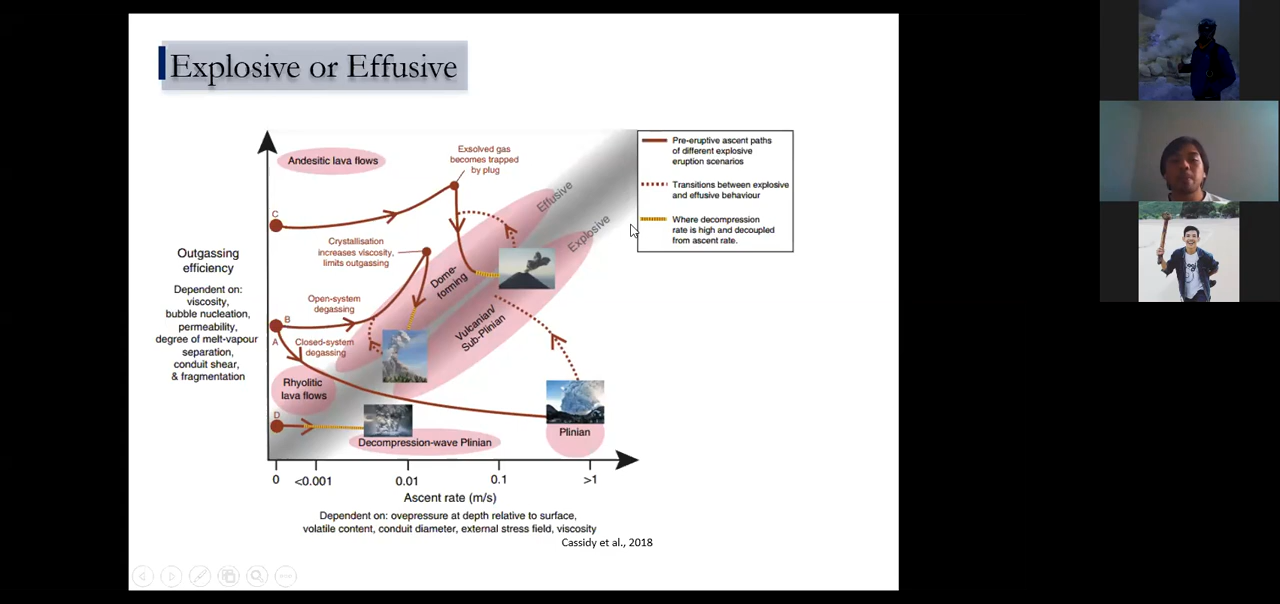 Explosive or Effusive
Andesitic lava flows
Exsolved gas
becomes trapped
by plug
Pre-eruptive ascent paths
of different explosive
eruption scenarios
Transitions between explosive
and effusive behaviour
Where decompression
rate is high and decoupled
from ascent rate.
Effusive
Explosive
C
Crystallisation
increases viscosity,
limits outgassing
Dome-
forming
Vulcanian/
Sub-Plinian
Outgassing
efficiency
Dependent on:
viscosity,
bubble nucleation,
permeability,
degree of melt-vapour
separation,
conduit shear,
& fragmentation
Open-system
degassing
B
A
Closed-system
degassing
Rhyolitic
lava flows
D
Decompression-wave Plinian
Plinian
0
<0.001
0.01
0.1
>1
Ascent rate (m/s)
Dependent on: ovepressure at depth relative to surface,
volatile content, conduit diameter, external stress field, viscosity
Cassidy et al., 2018